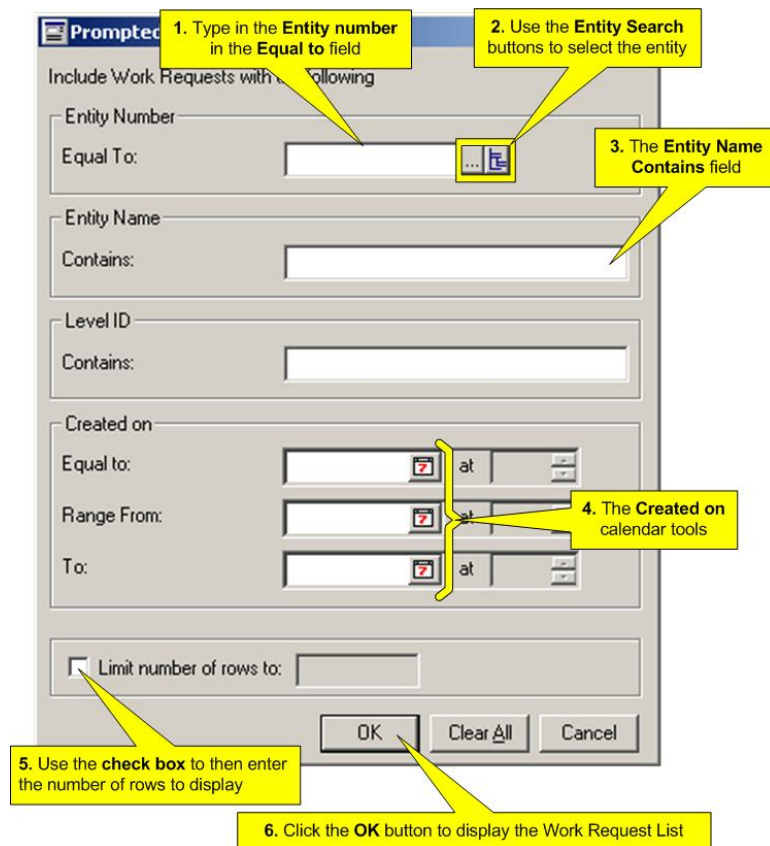 Prompted
1. Type in the Entity number
in the Equal to field
2. Use the Entity Search
buttons to select the entity
Include Work Requests with following
Entity Number
Equal To:
...
3. The Entity Name
Contains field
Entity Name
Contains:
Level ID
Contains:
Created on
Equal to:
7
at
Range From:
7
at
4. The Created on
calendar tools
To:
7
at
Limit number of rows to:
OK
Clear All
Cancel
5. Use the check box to then enter
the number of rows to display
6. Click the OK button to display the Work Request List